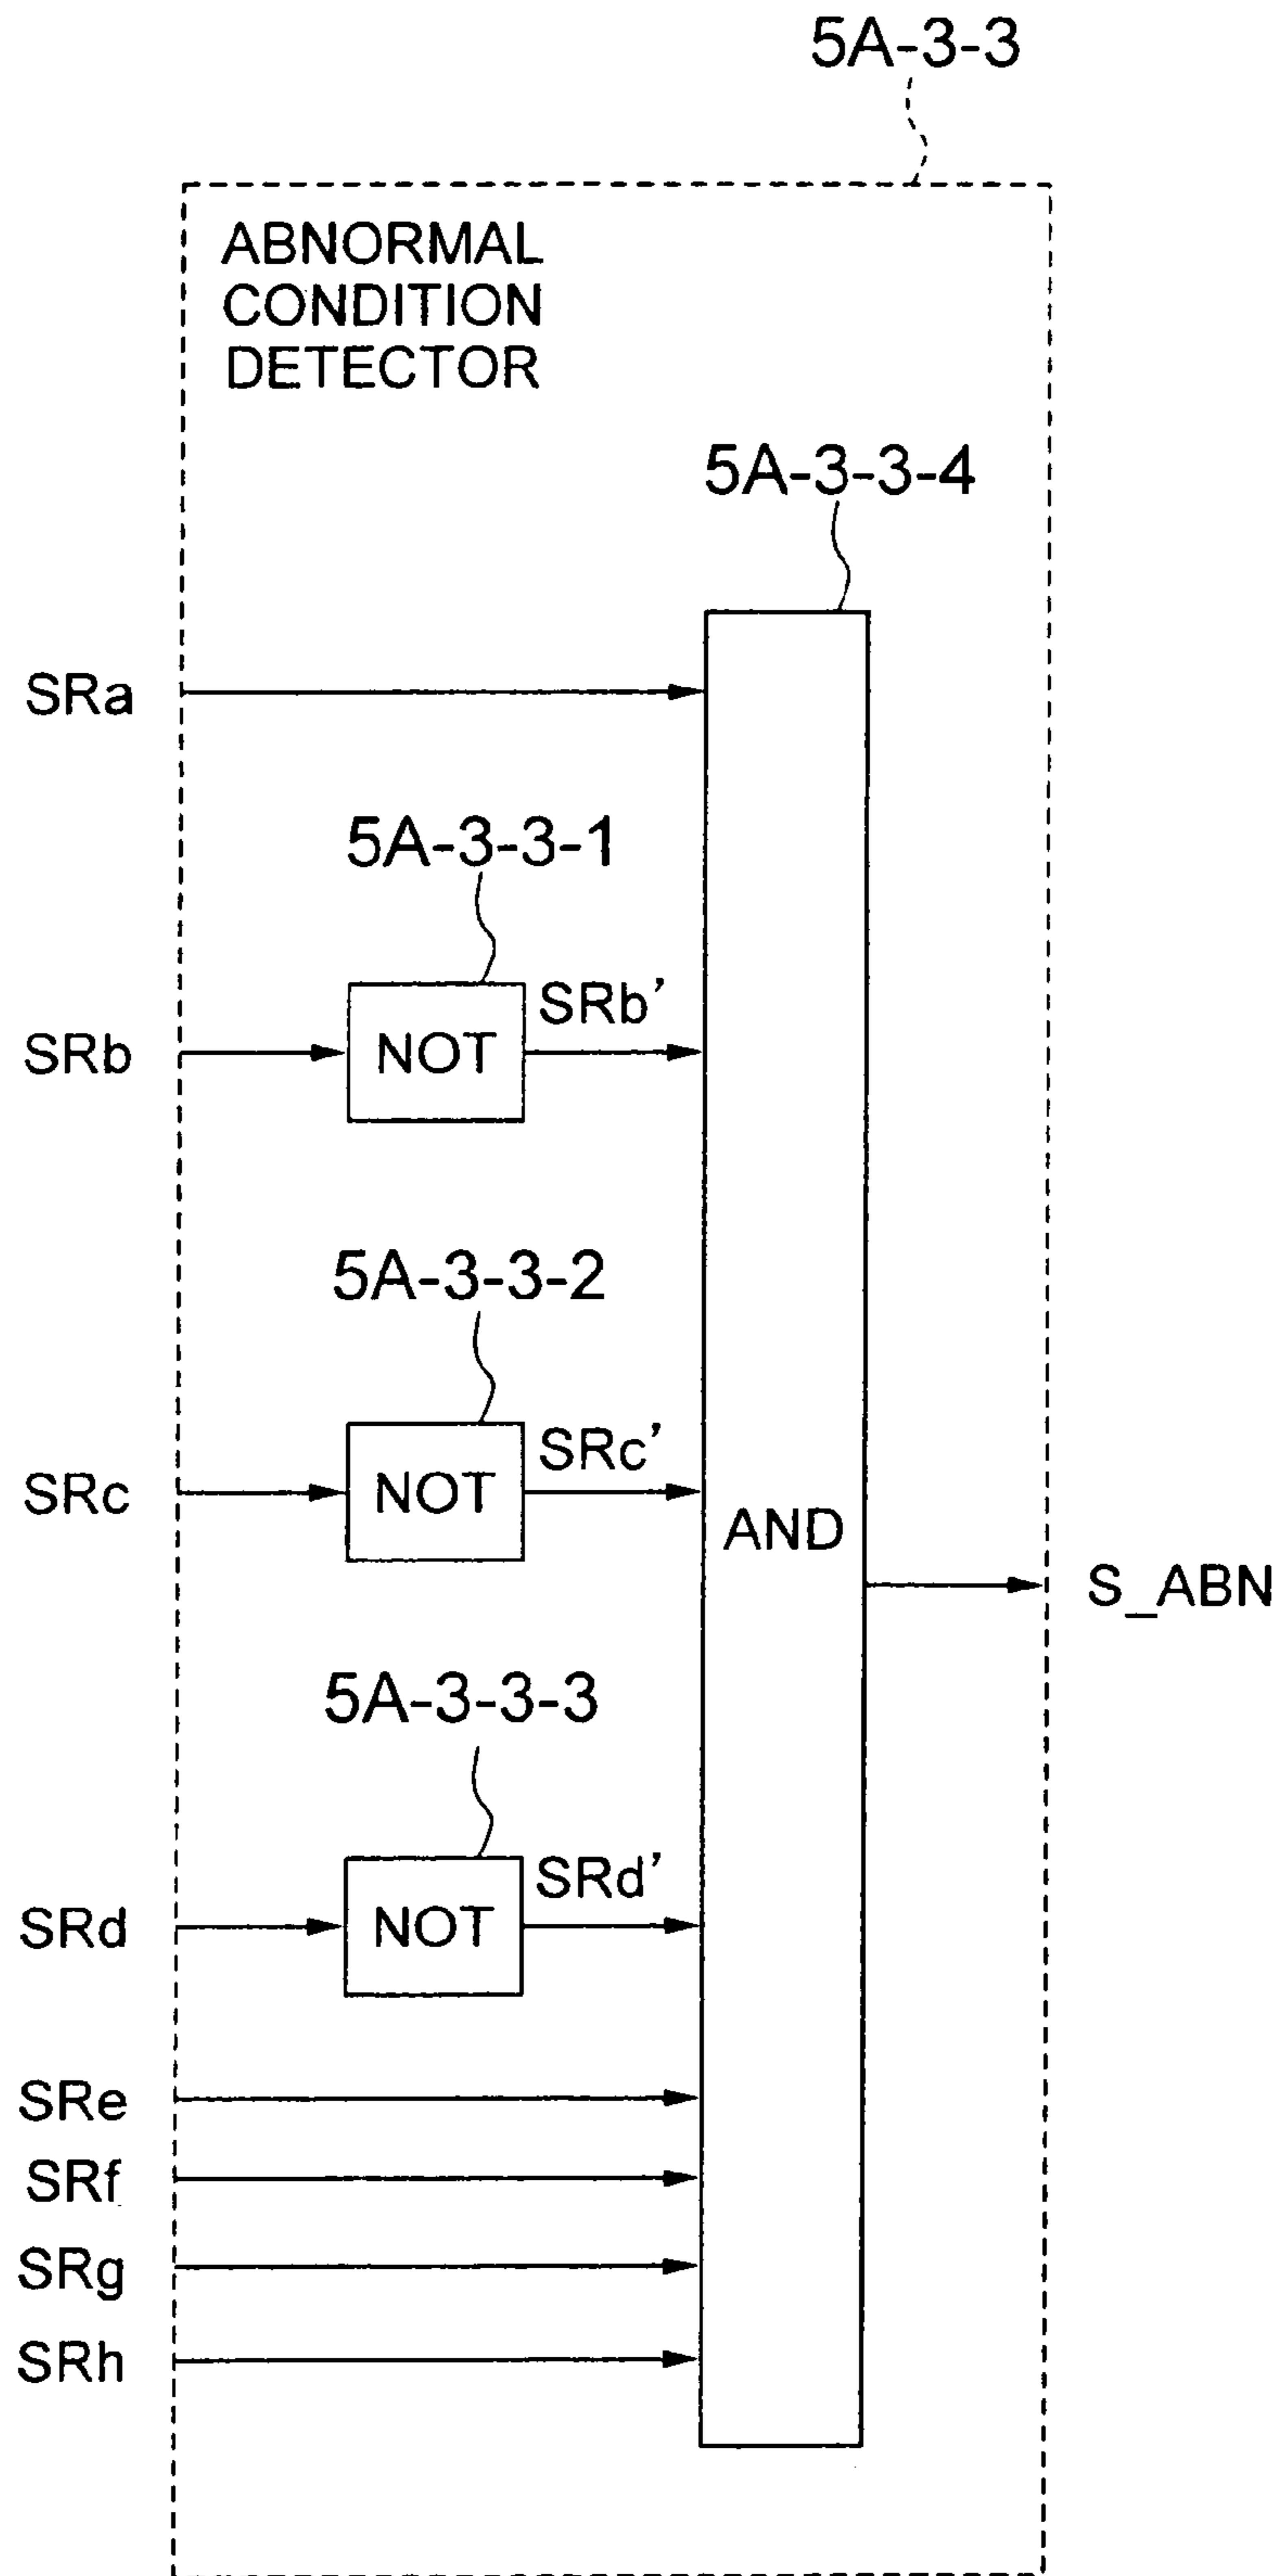 5A-3-3
ABNORMAL
CONDITION
DETECTOR
5A-3-3-4
SRa
5A-3-3-1
SRb
NOT
SRb’
5A-3-3-2
SRc
NOT
SRc’
AND
S_ABN
5A-3-3-3
SRd
NOT
SRd’
SRe
SRf
SRg
SRh